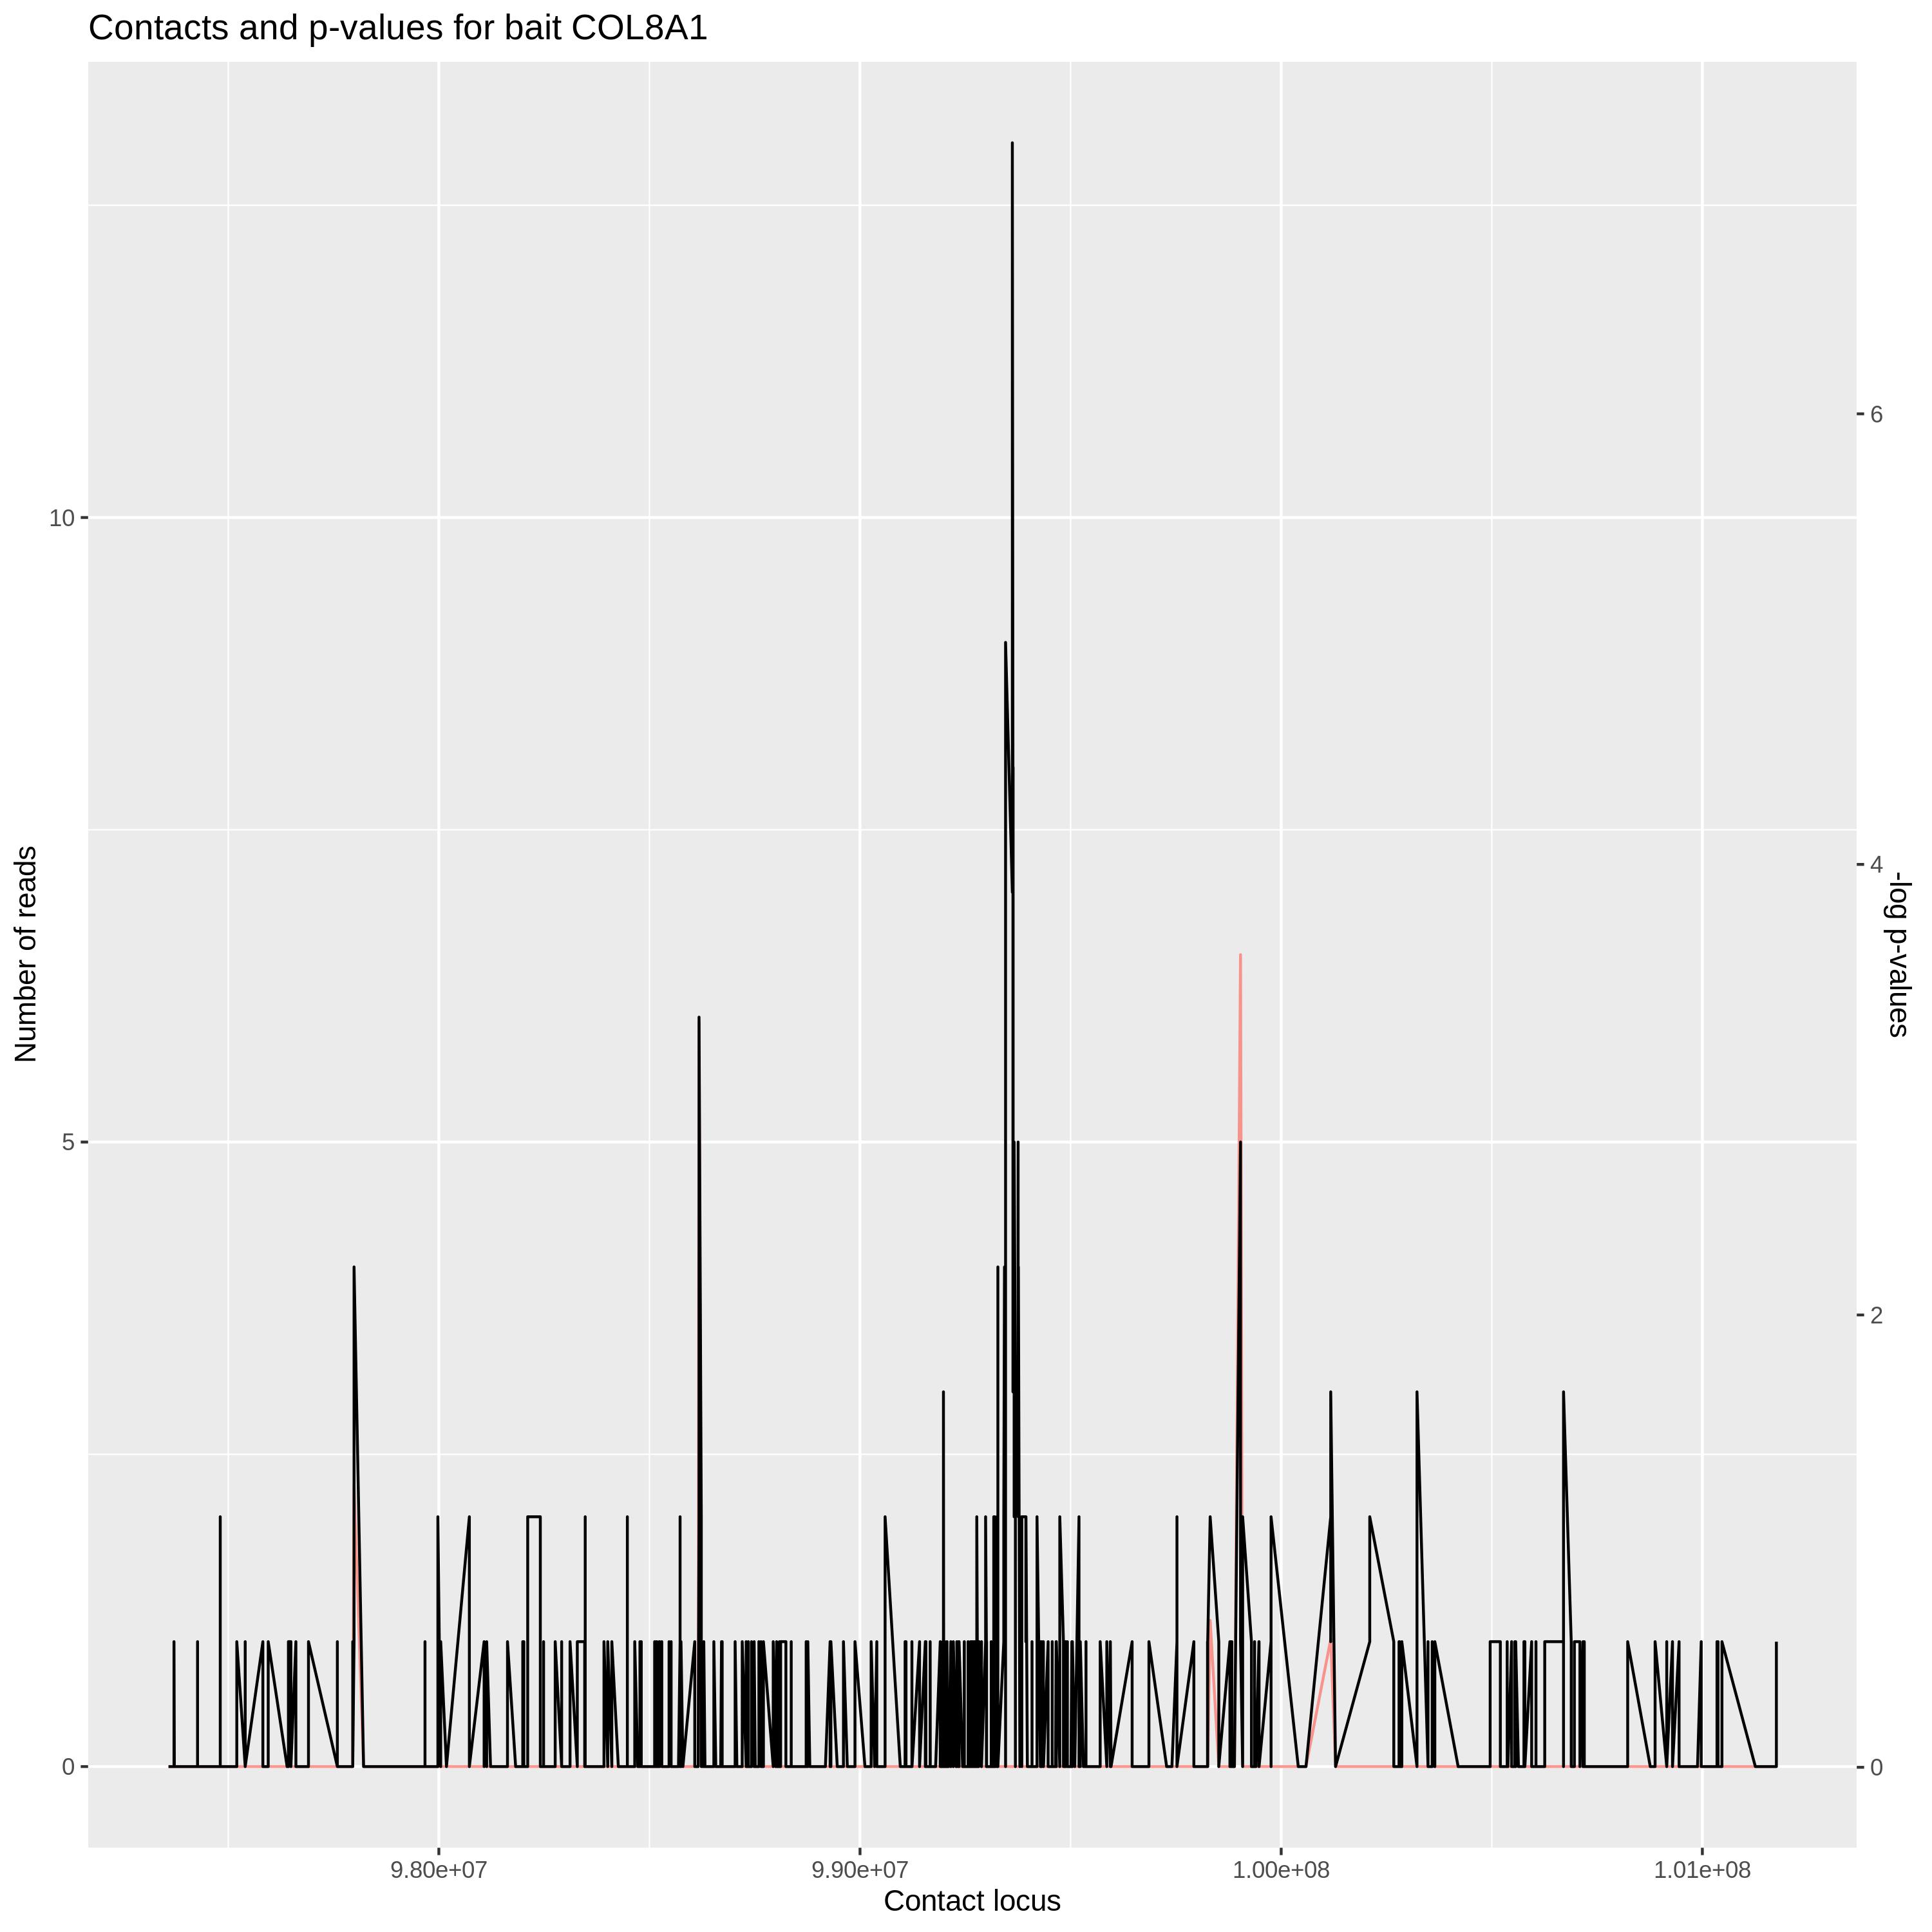 Contacts and p-values for bait COL8A1
10
5
0
Number of reads
6
4
2
0
-log p-values
9.80e+07
9.90e+07
1.00e+08
1.01e+08
Contact locus